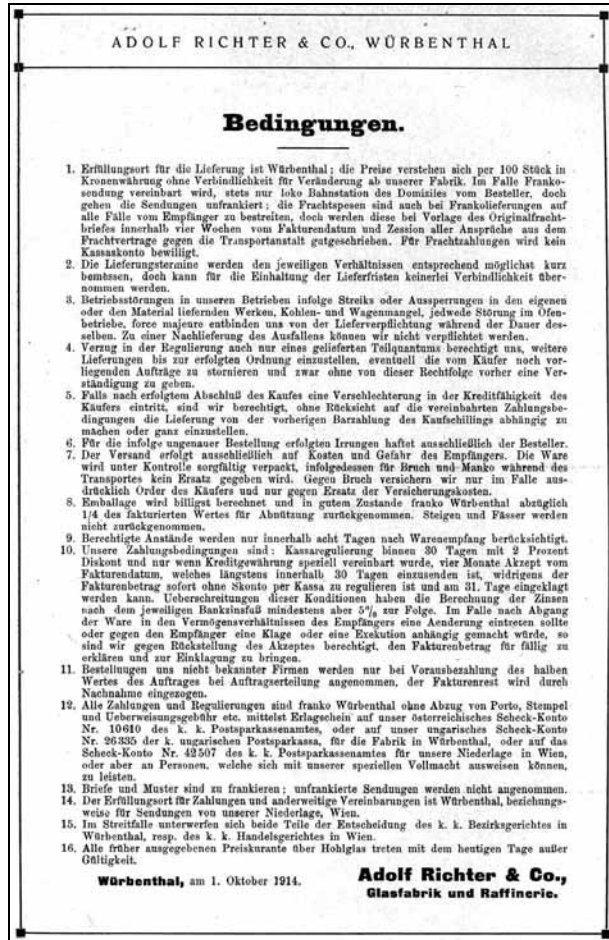 ADOLF RICHTER & CO., WÜRBENTHAL
Bedingungen.
1. Erfüllungsort für die Lieferung ist Würbenthal; die Preise verstehen sich per 100 Stück in
Kronenwährung ohne Verbindlichkeit für Veränderung ab unserer Fabrik. Im Falle Franko-
sendung vereinbart wird, stets nur loko Bahnstation des Domiziles vom Besteller, doch
gehen die Sendungen unfrankiert; die Frachtspesen sind auch bei Frankolieferungen auf
alle Fälle vom Empfänger zu bestreiten, doch werden diese bei Vorlage des Originalfracht-
briefes innerhalb vier Wochen vom Fakturendatum und Zession aller Ansprüche aus dem
Frachtvertrage gegen die Transportanstalt gutgeschrieben. Für Frachtzahlungen wird kein
Kassaskonto bewilligt.
2. Die Lieferungstermine werden den jeweiligen Verhältnissen entsprechend möglichst kurz
bemessen, doch kann für die Einhaltung der Lieferfristen keinerlei Verbindlichkeit über-
nommen werden.
3. Betriebsstörungen in unseren Betrieben infolge Streiks oder Aussperrungen in den eigenen
oder den Material liefernden Werken, Kohlen- und Wagenmangel, jedwede Störung im Ofen-
betriebe, force majeure entbinden uns von der Lieferverpflichtung während der Dauer des-
selben. Zu einer Nachlieferung des Ausfallens können wir nicht verpflichtet werden.
4. Verzug in der Regulierung auch nur eines gelieferten Teilquantums berechtigt uns, weitere
Lieferungen bis zur erfolgten Ordnung einzustellen, eventuell die vom Käufer noch vor-
liegenden Aufträge zu stornieren und zwar ohne von dieser Rechtfolge vorher eine Ver-
ständigung zu geben.
5. Falls nach erfolgtem Abschluß des Kaufes eine Verschlechterung in der Kreditfähigkeit des
Käufers eintritt, sind wir berechtigt, ohne Rücksicht auf die vereinbahrten Zahlungsbe-
dingungen die Lieferung von der vorherigen Barzahlung des Kaufschillings abhängig zu
machen oder ganz einzustellen.
6. Für die infolge ungenauer Bestellung erfolgten Irrungen haftet ausschließlich der Besteller.
7. Der Versand erfolgt ausschließlich auf Kosten und Gefahr des Empfängers. Die Ware
wird unter Kontrolle sorgfältig verpackt, infolgedessen für Bruch und Manko während des
Transportes kein Ersatz gegeben wird. Gegen Bruch versichern wir nur im Falle aus-
drücklich Order des Käufers und nur gegen Ersatz der Versicherungskosten.
8. Emballage wird billigst berechnet und in gutem Zustande franko Würbenthal abzüglich
1/4 des fakturierten Wertes für Abnützung zurückgenommen. Steigen und Fässer werden
nicht zurückgenommen.
9. Berechtigte Anstände werden nur innerhalb acht Tagen nach Warenempfang berücksichtigt.
10. Unsere Zahlungsbedingungen sind: Kassaregulierung binnen 30 Tagen mit 2 Prozent
Diskont und nur wenn Kreditgewährung speziell vereinbart wurde, vier Monate Akzept vom
Fakturendatum, welches längstens innerhalb 30 Tagen einzusenden ist, widrigens der
Fakturenbetrag sofort ohne Skonto per Kassa zu regulieren ist und am 31. Tage eingeklagt
werden kann. Ueberschreitungen dieser Konditionen haben die Berechnung der Zinsen
nach dem jeweiligen Bankzinsfuß mindestens aber 5% zur Folge. Im Falle nach Abgang
der Ware in den Vermögensverhältnissen des Empfängers eine Aenderung eintreten sollte
oder gegen den Empfänger eine Klage oder eine Exekution anhängig gemacht würde, so
sind wir gegen Rückstellung des Akzeptes berechtigt, den Fakturenbetrag für fällig zu
erklären und zur Einklagung zu bringen.
11. Bestellungen uns nicht bekannter Firmen werden nur bei Vorausbezahlung des halben
Wertes des Auftrages bei Auftragserteilung angenommen, der Fakturenrest wird durch
Nachnahme eingezogen.
12. Alle Zahlungen und Regulierungen sind franko Würbenthal ohne Abzug von Porto, Stempel
und Ueberweisungsgebühr etc. mittelst Erlagschein auf unser österreichisches Scheck-Konto
Nr. 10610 des k. k. Postsparkassenamtes, oder auf unser ungarisches Scheck-Konto
Nr. 26335 der k. ungarischen Postsparkassa, für die Fabrik in Würbenthal, oder auf das
Scheck-Konto Nr. 42507 des k. k. Postsparkassenamtes für unsere Niederlage in Wien,
oder aber an Personen, welche sich mit unserer speziellen Vollmacht ausweisen können,
zu leisten.
13. Briefe und Muster sind zu frankieren; unfrankierte Sendungen werden nicht angenommen.
14. Der Erfüllungsort für Zahlungen und anderweitige Vereinbarungen ist Würbenthal, beziehungs-
weise für Sendungen von unserer Niederlage, Wien.
15. Im Streitfalle unterwerfen sich beide Teile der Entscheidung des k. k. Bezirksgerichtes in
Würbenthal, resp. des k. k. Handelsgerichtes in Wien.
16. Alle früher ausgegebenen Preiskurante über Hohlglas treten mit dem heutigen Tage außer
Gültigkeit.
Würbenthal, am 1. Oktober 1914.
Adolf Richter & Co.,
Glasfabrik und Raffinerie.